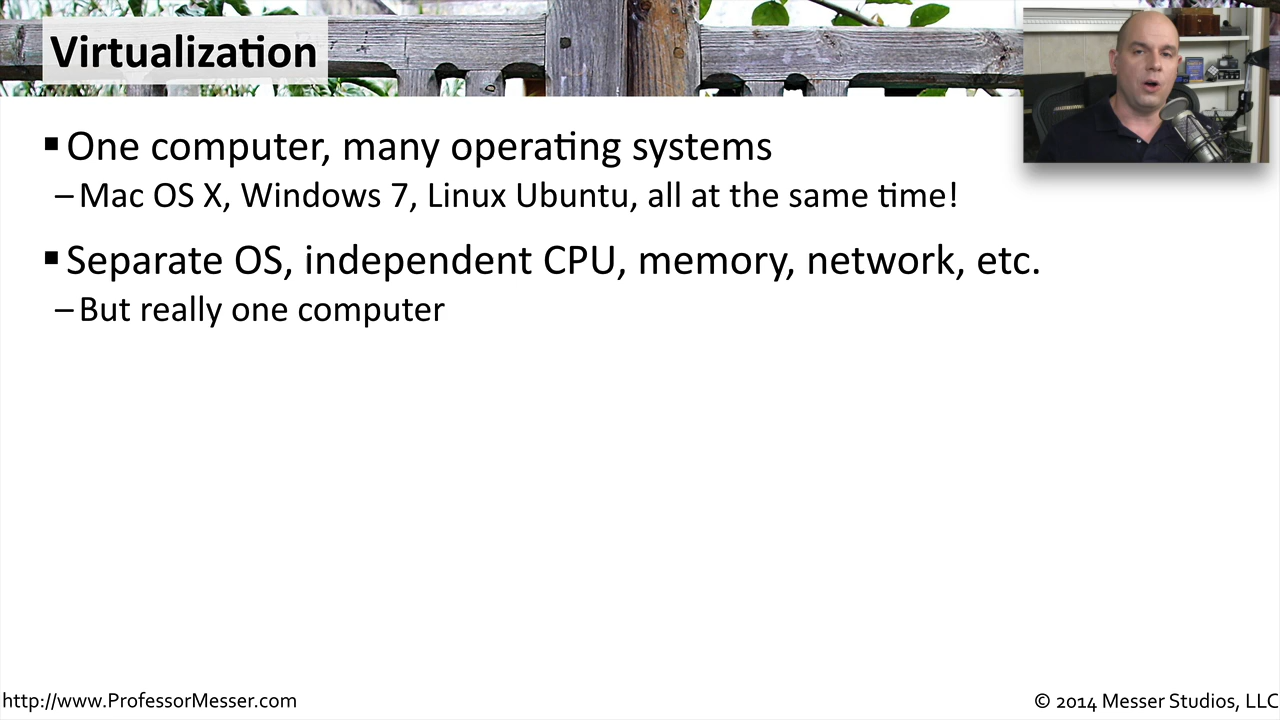 Virtualization
▪ One computer, many operating systems
– Mac OS X, Windows 7, Linux Ubuntu, all at the same time!
▪ Separate OS, independent CPU, memory, network, etc.
– But really one computer
http://www.ProfessorMesser.com
© 2014 Messer Studios, LLC